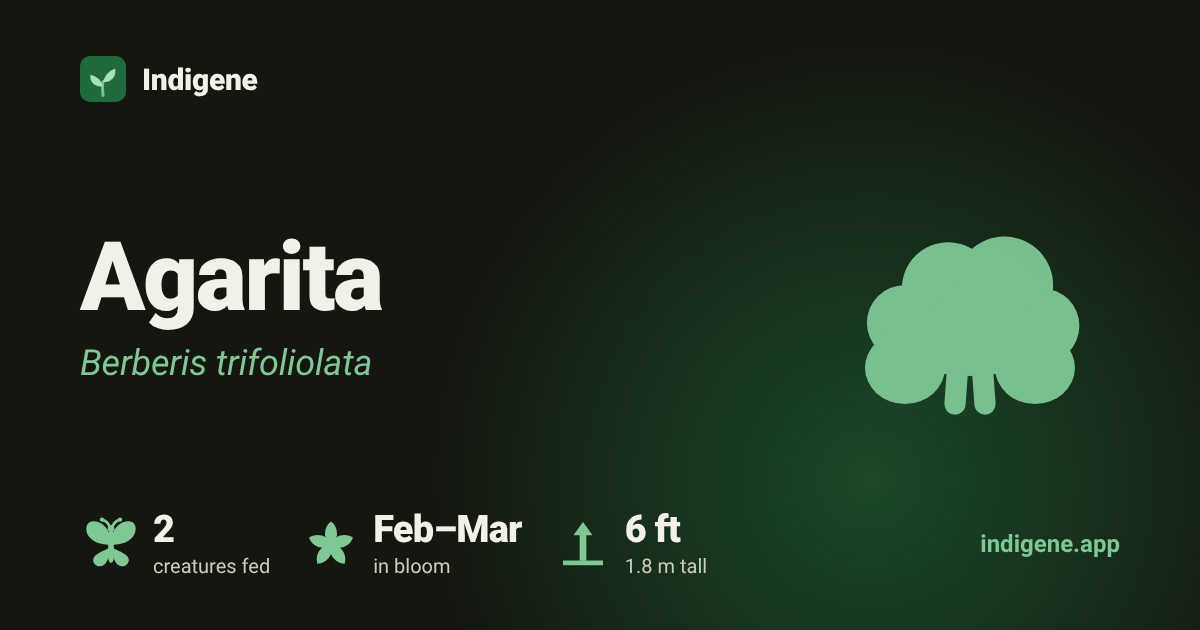 Indigene
Agarita
Berberis trifoliolata
2
creatures fed
Feb–Mar
in bloom
6 ft
1.8 m tall
indigene.app